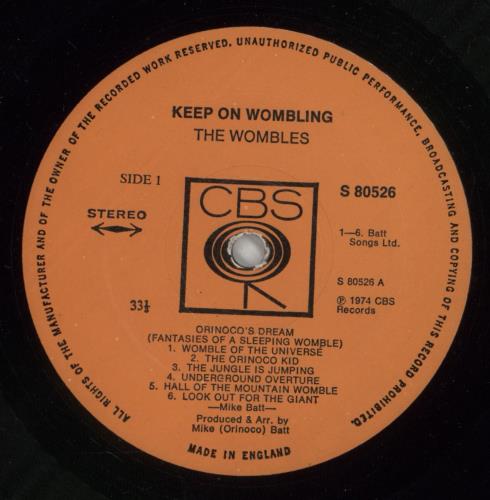 ALL RIGHTS OF THE MANUFACTURER AND OF THE OWNER OF THE RECORDED WORK RESERVED. UNAUTHORIZED PUBLIC PERFORMANCE, BROADCASTING AND COPYING OF THIS RECORD PROHIBITED.
KEEP ON WOMBLING
THE WOMBLES
SIDE 1
CBS
S 80526
STEREO
1—6. Batt
Songs Ltd.
S 80526 A
33⅓
℗ 1974 CBS
Records
ORINOCO'S DREAM
(FANTASIES OF A SLEEPING WOMBLE)
1. WOMBLE OF THE UNIVERSE
2. THE ORINOCO KID
3. THE JUNGLE IS JUMPING
4. UNDERGROUND OVERTURE
5. HALL OF THE MOUNTAIN WOMBLE
6. LOOK OUT FOR THE GIANT
—Mike Batt—
Produced & Arr. by
Mike (Orinoco) Batt
MADE IN ENGLAND